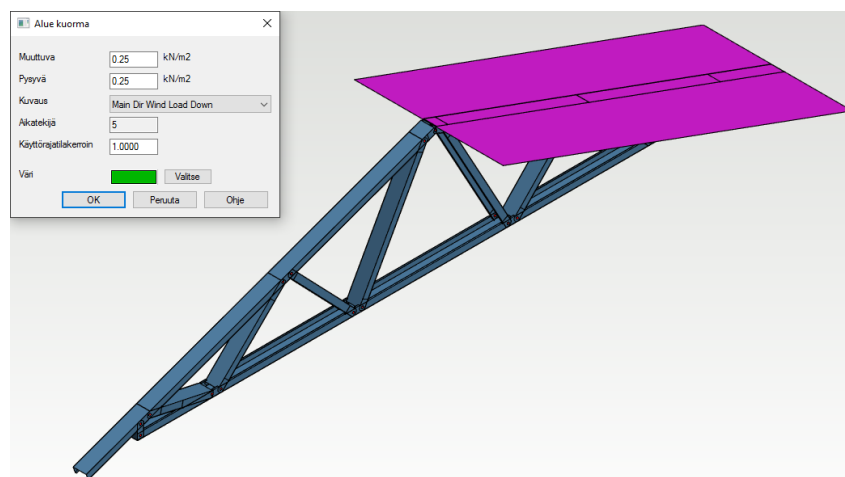 Alue kuorma
Muuttuva 0.25 kN/m2
Pysyvä 0.25 kN/m2
Kuvaus Main Dir Wind Load Down
Aikatekijä 5
Käyttörajatilakerroin 1.0000
Väri Valitse
OK Peruuta Ohje